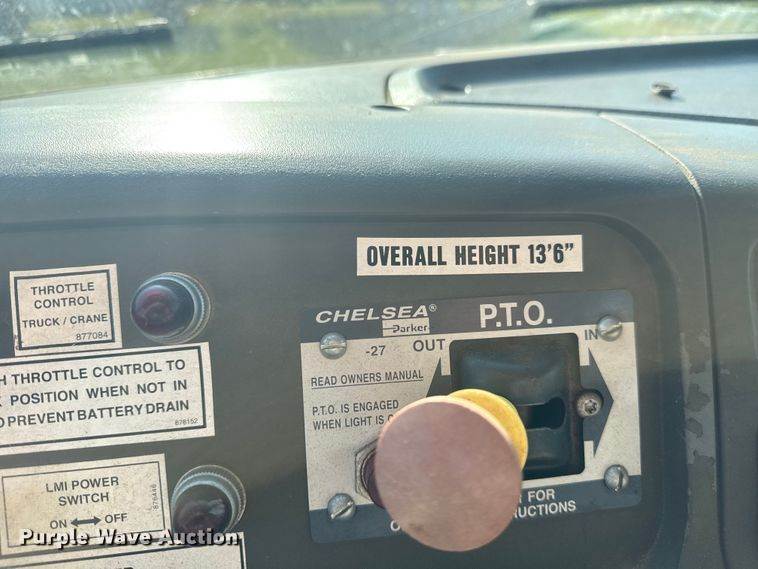 OVERALL HEIGHT 13'6"
THROTTLE
CONTROL
TRUCK / CRANE
877084
CHELSEA®
Parker
P.T.O.
-27
OUT
IN
READ OWNERS MANUAL
P.T.O. IS ENGAGED
WHEN LIGHT IS
THROTTLE CONTROL TO
POSITION WHEN NOT IN
PREVENT BATTERY DRAIN
878152
LMI POWER
SWITCH
ON OFF
876446
FOR
Purple Wave Auction